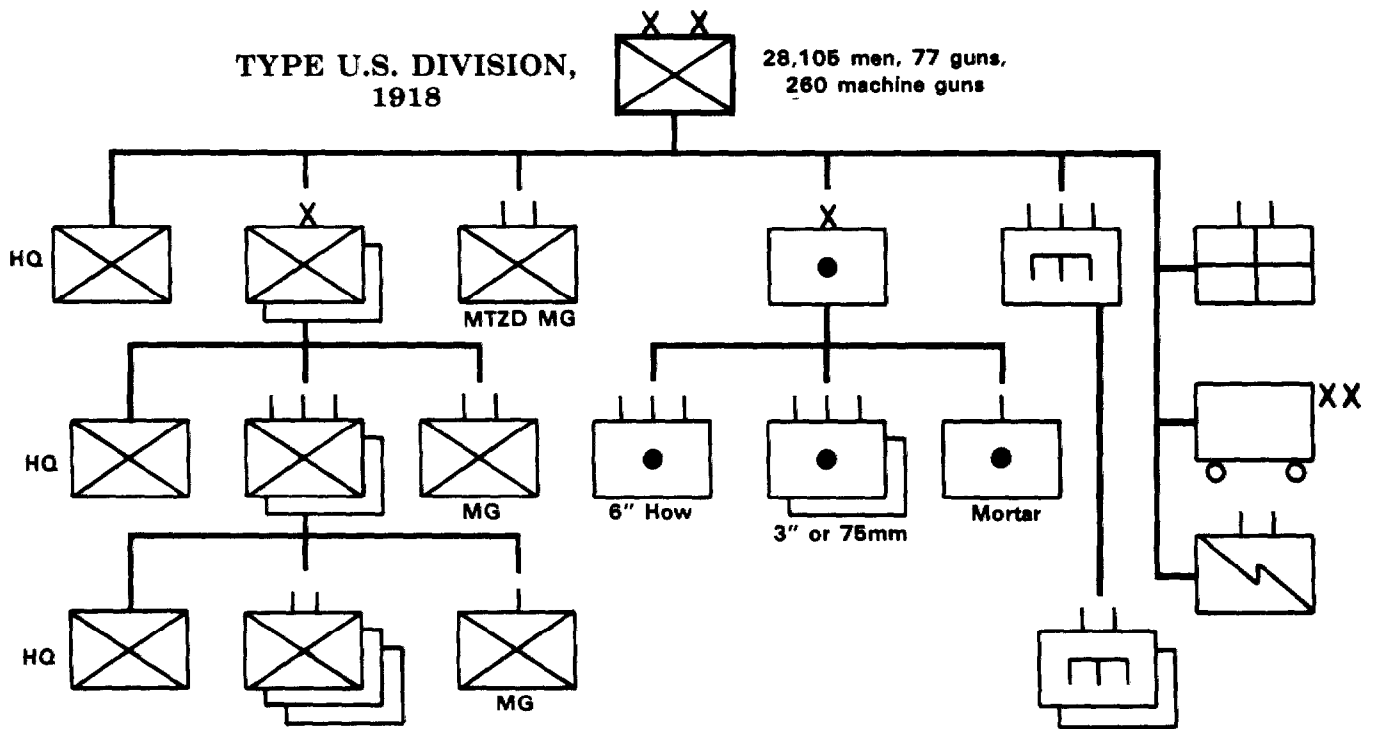 TYPE U.S. DIVISION,
1918
28,105 men, 77 guns,
260 machine guns
HQ
MTZD MG
XX
HQ
MG
6" How
3" or 75mm
Mortar
HQ
MG